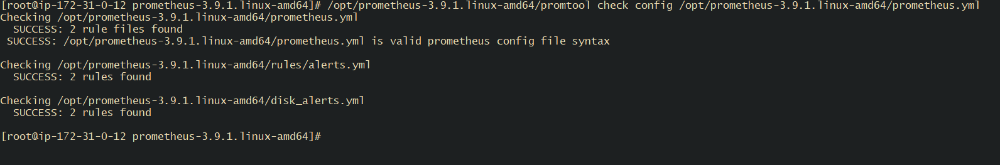 [root@ip-172-31-0-12 prometheus-3.9.1.linux-amd64]# /opt/prometheus-3.9.1.linux-amd64/promtool check config /opt/prometheus-3.9.1.linux-amd64/prometheus.yml
Checking /opt/prometheus-3.9.1.linux-amd64/prometheus.yml
  SUCCESS: 2 rule files found
 SUCCESS: /opt/prometheus-3.9.1.linux-amd64/prometheus.yml is valid prometheus config file syntax

Checking /opt/prometheus-3.9.1.linux-amd64/rules/alerts.yml
  SUCCESS: 2 rules found

Checking /opt/prometheus-3.9.1.linux-amd64/disk_alerts.yml
  SUCCESS: 2 rules found

[root@ip-172-31-0-12 prometheus-3.9.1.linux-amd64]#